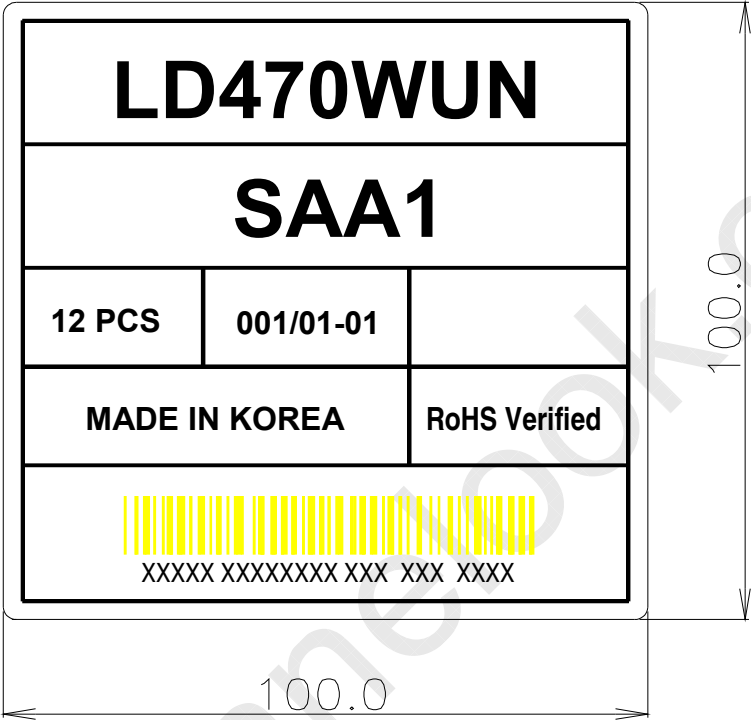 LD470WUN
SAA1
12 PCS 001/01-01
MADE IN KOREA RoHS Verified
XXXXX XXXXXXXX XXX XXX XXXX
100.0
100.0